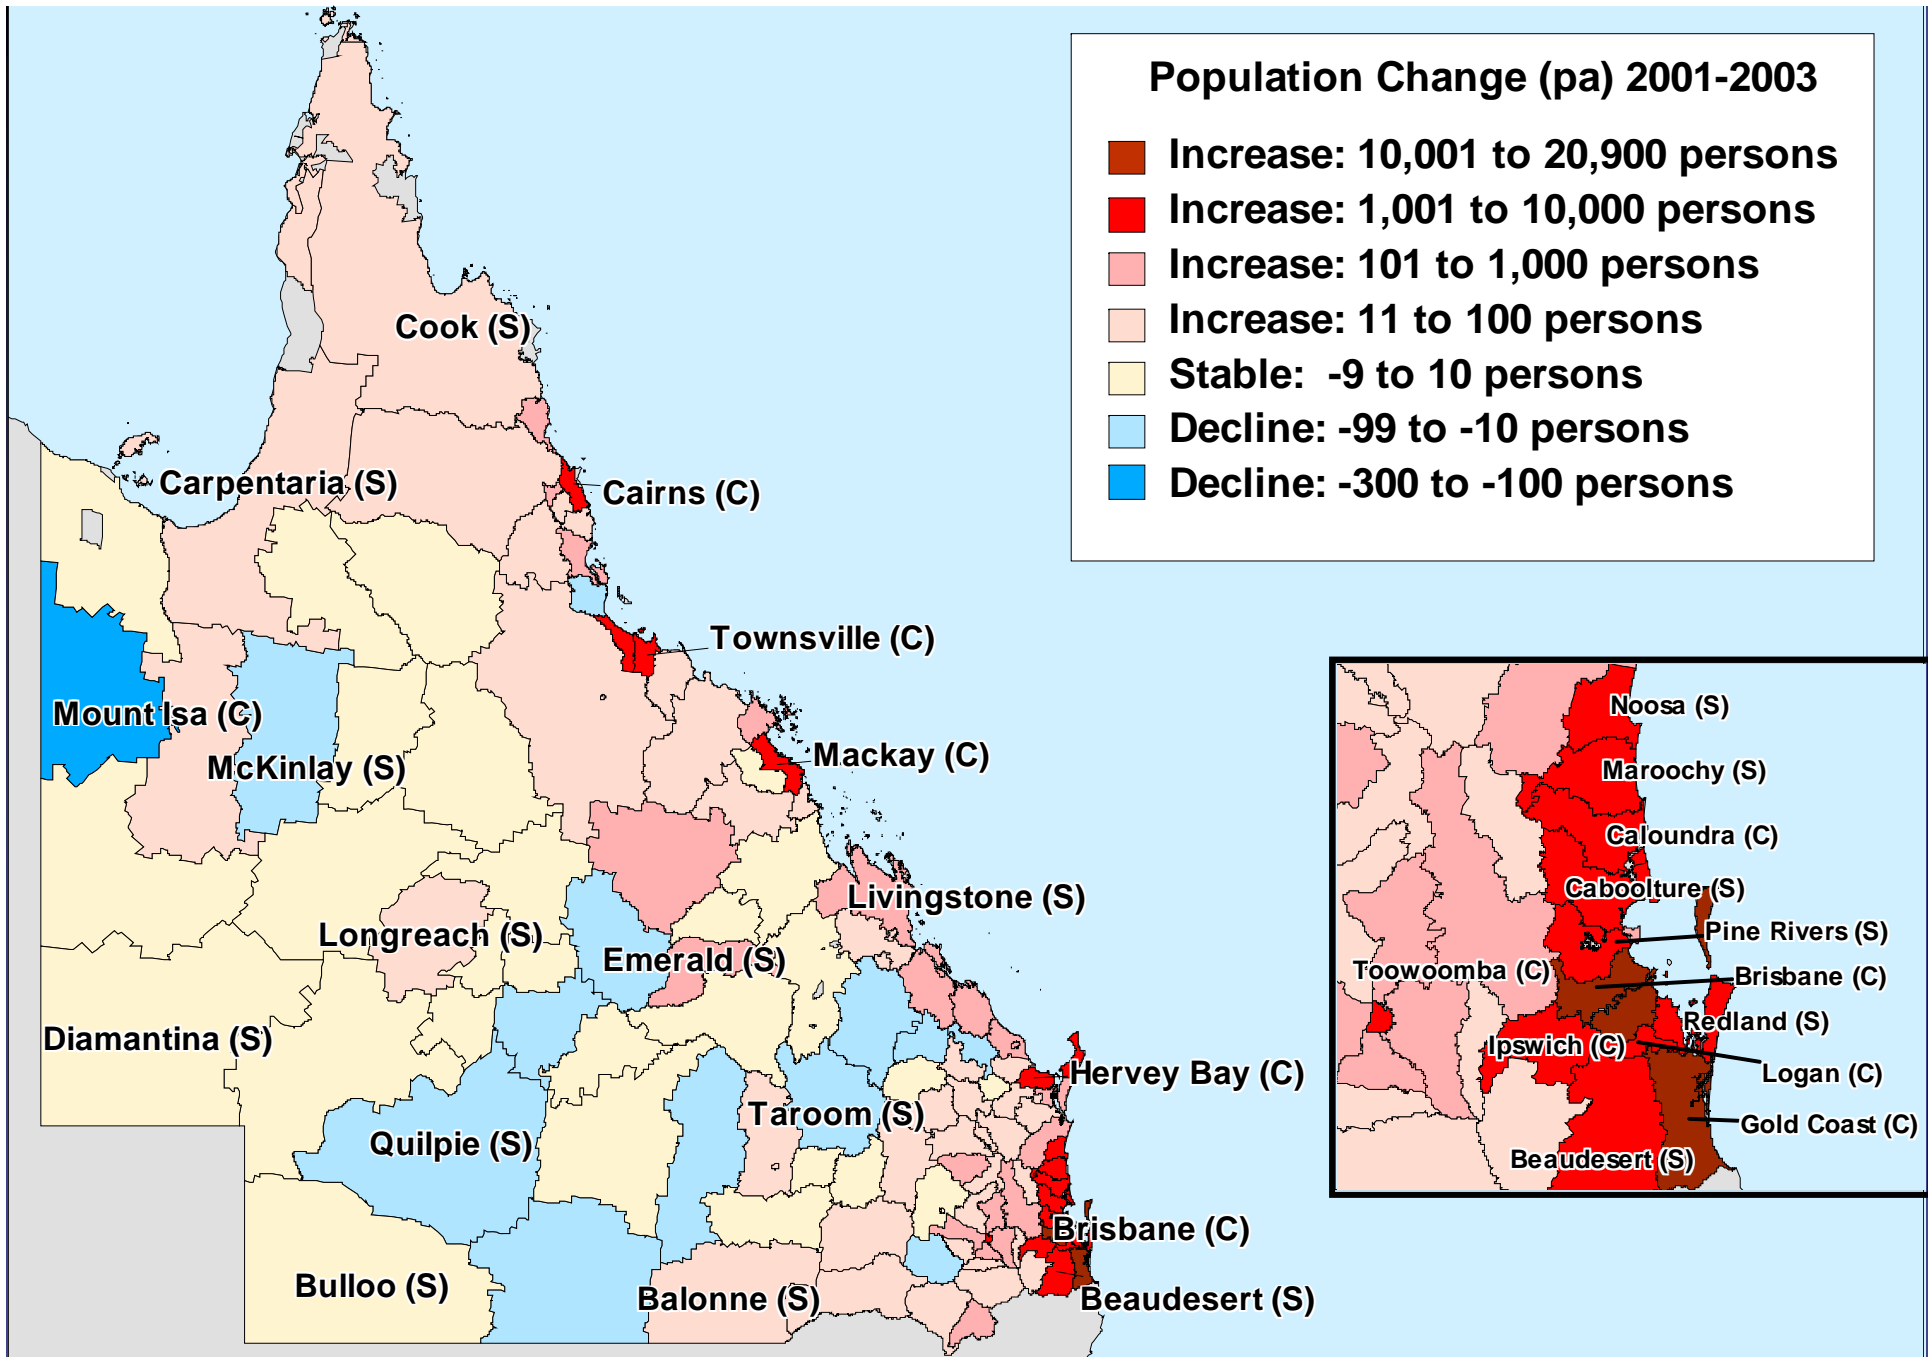 Population Change (pa) 2001-2003
Increase: 10,001 to 20,900 persons
Increase: 1,001 to 10,000 persons
Increase: 101 to 1,000 persons
Increase: 11 to 100 persons
Stable: -9 to 10 persons
Decline: -99 to -10 persons
Decline: -300 to -100 persons
Cook (S)
Carpentaria (S)
Cairns (C)
Townsville (C)
Mount Isa (C)
McKinlay (S)
Mackay (C)
Livingstone (S)
Longreach (S)
Emerald (S)
Diamantina (S)
Hervey Bay (C)
Taroom (S)
Quilpie (S)
Brisbane (C)
Bulloo (S)
Balonne (S)
Beaudesert (S)
Noosa (S)
Maroochy (S)
Caloundra (C)
Caboolture (S)
Pine Rivers (S)
Toowoomba (C)
Brisbane (C)
Redland (S)
Ipswich (C)
Logan (C)
Gold Coast (C)
Beaudesert (S)